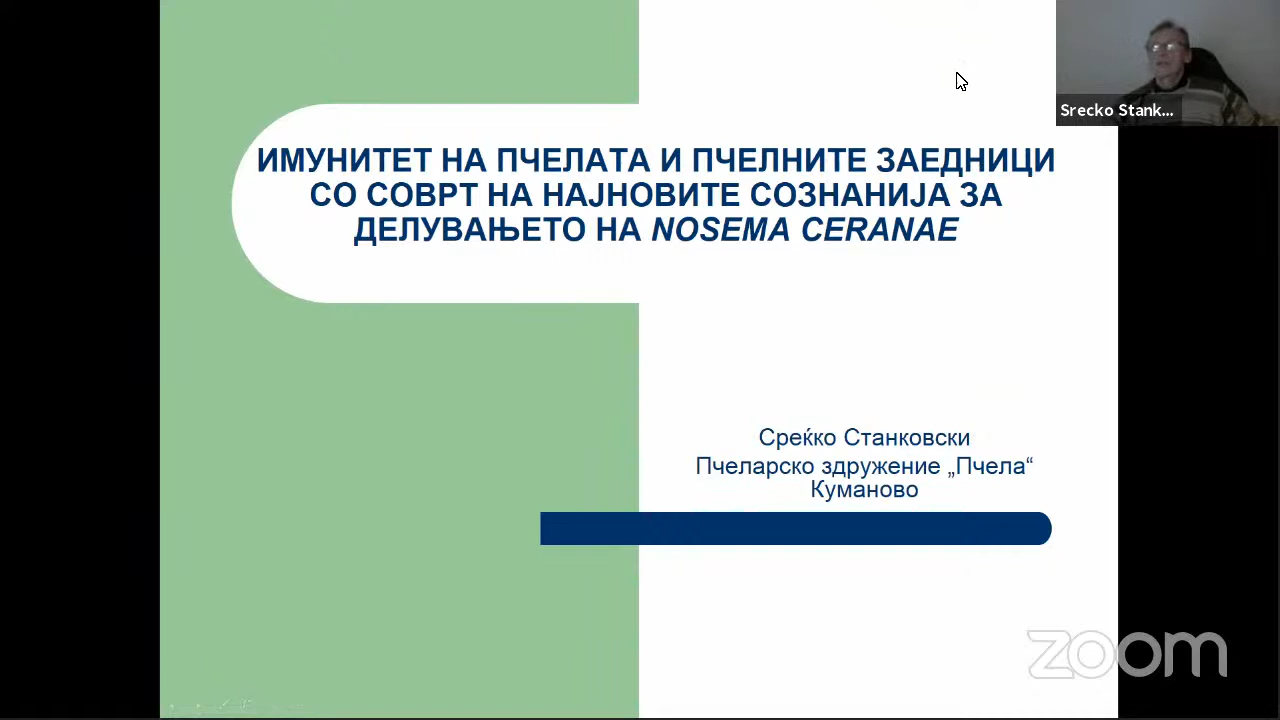 ИМУНИТЕТ НА ПЧЕЛАТА И ПЧЕЛНИТЕ ЗАЕДНИЦИ
СО СОВРТ НА НАЈНОВИТЕ СОЗНАНИЈА ЗА
ДЕЛУВАЊЕТО НА NOSEMA CERANAE
Srecko Stank...
Среќко Станковски
Пчеларско здружение „Пчела“
Куманово
zoom